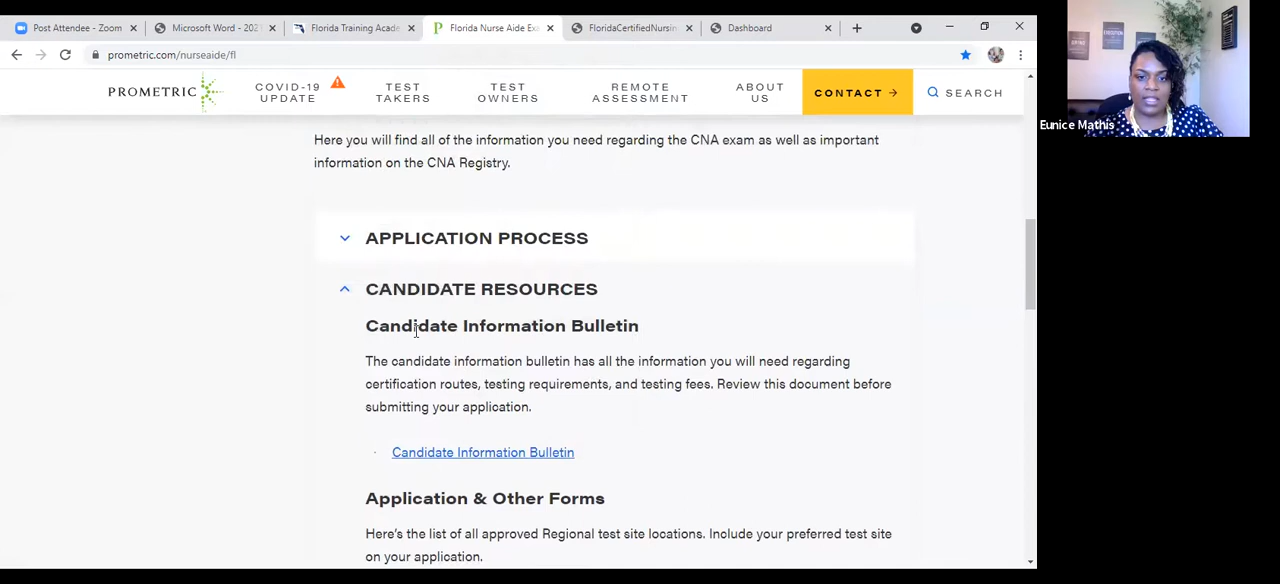 Post Attendee - Zoom
Microsoft Word - 202
Florida Training Acade
Florida Nurse Aide Exa
FloridaCertifiedNursin
Dashboard
prometric.com/nurseaide/fl
PROMETRIC
COVID-19
UPDATE
TEST
TAKERS
TEST
OWNERS
REMOTE
ASSESSMENT
ABOUT
US
CONTACT →
SEARCH
Eunice Mathis
Here you will find all of the information you need regarding the CNA exam as well as important
information on the CNA Registry.
APPLICATION PROCESS
CANDIDATE RESOURCES
Candidate Information Bulletin
The candidate information bulletin has all the information you will need regarding
certification routes, testing requirements, and testing fees. Review this document before
submitting your application.
· Candidate Information Bulletin
Application & Other Forms
Here's the list of all approved Regional test site locations. Include your preferred test site
on your application.